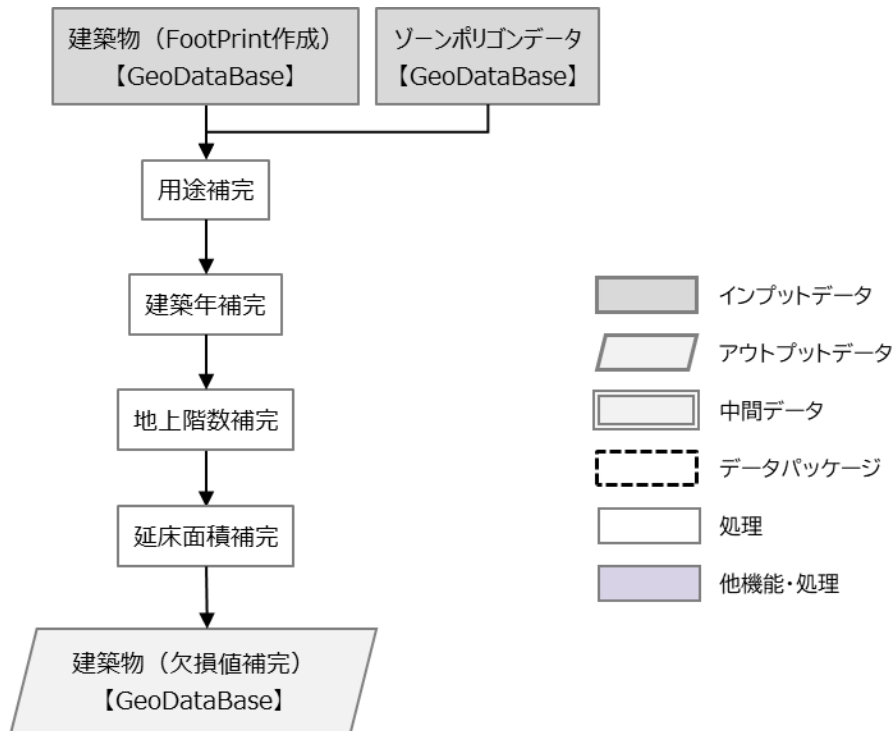 建築物（FootPrint作成）
【GeoDataBase】
ゾーンポリゴンデータ
【GeoDataBase】
用途補完
建築年補完
地上階数補完
延床面積補完
建築物（欠損値補完）
【GeoDataBase】
インプットデータ
アウトプットデータ
中間データ
データパッケージ
処理
他機能・処理